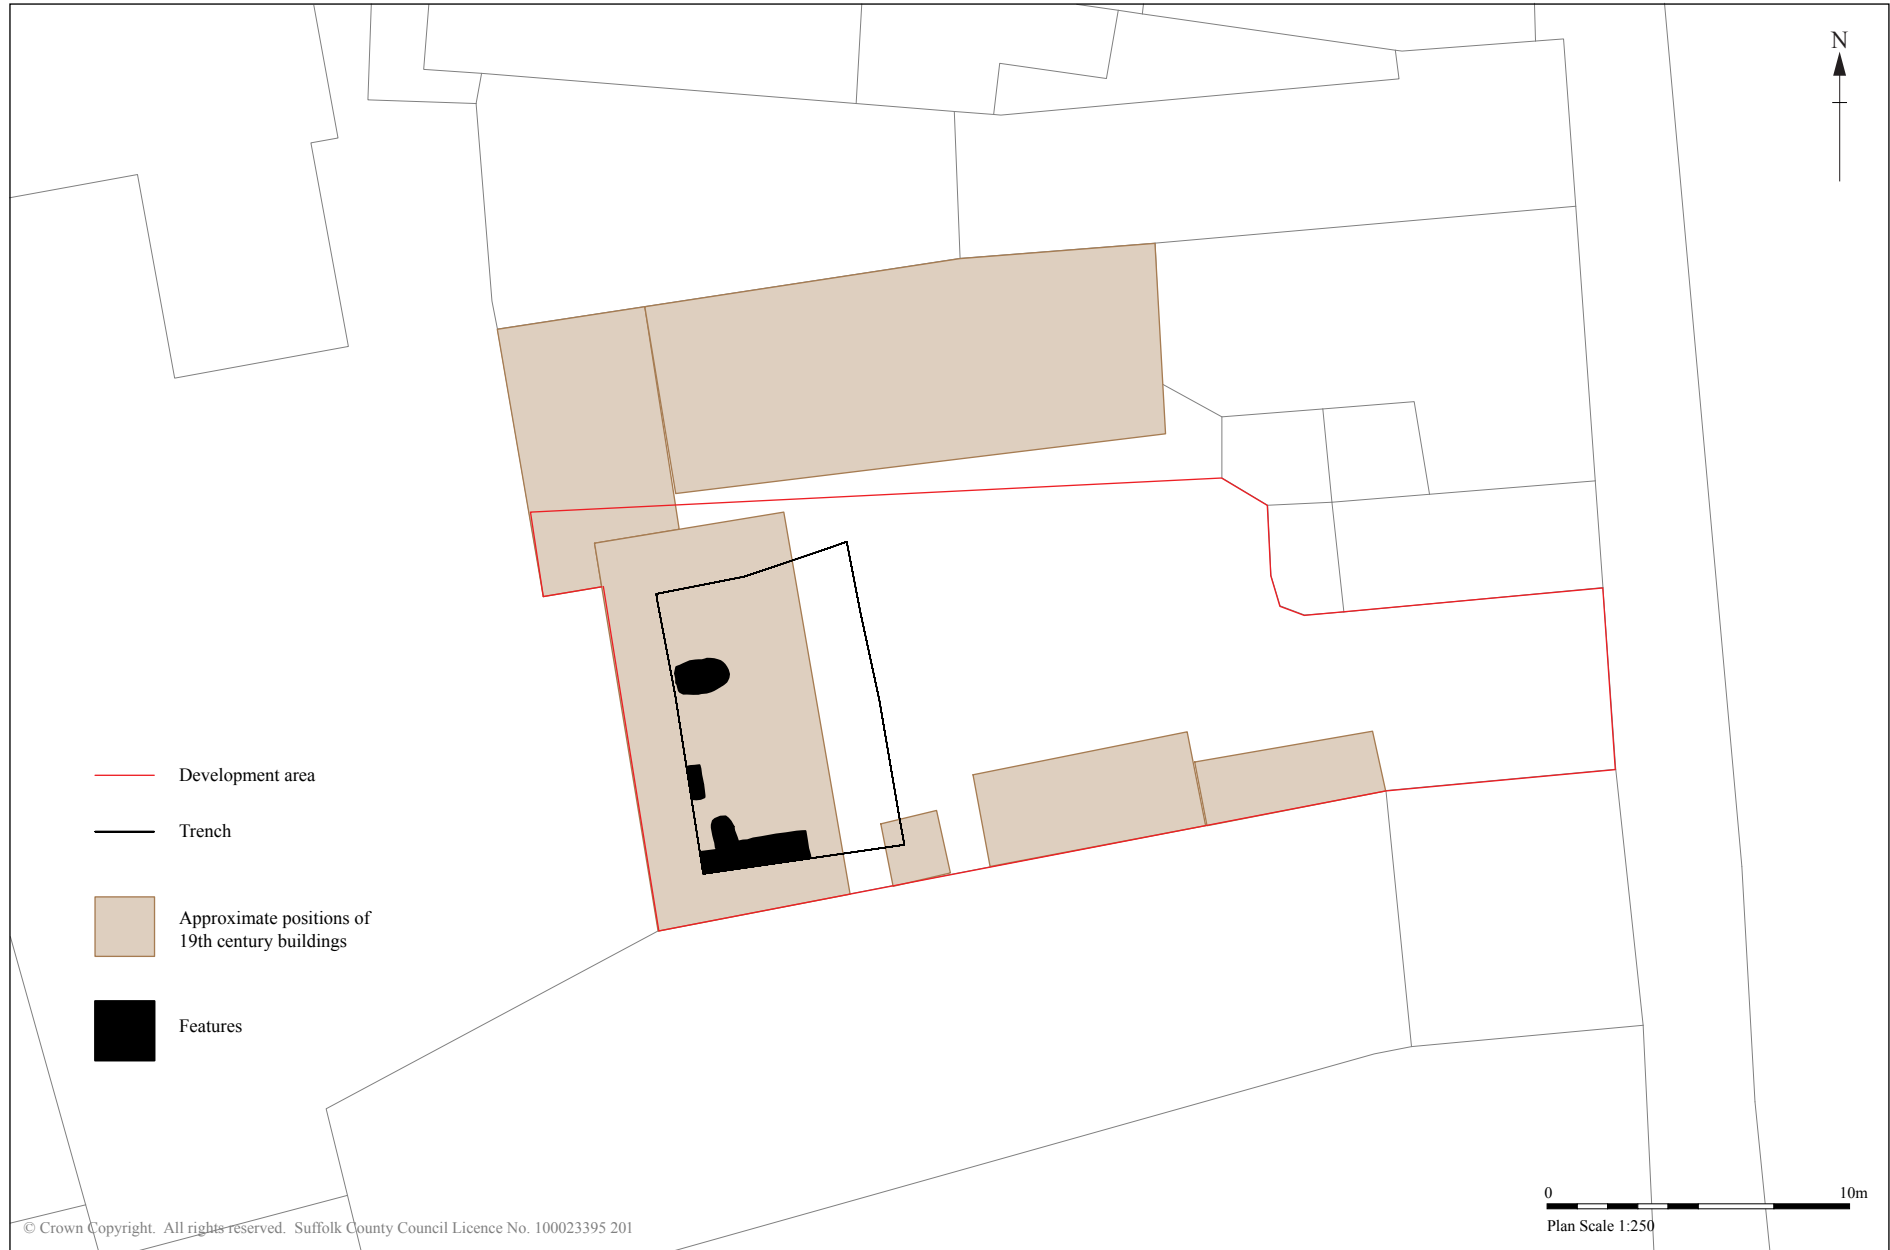 N
Development area
Trench
Approximate positions of
19th century buildings
Features
0 10m
Plan Scale 1:250
© Crown Copyright. All rights reserved. Suffolk County Council Licence No. 100023395 201